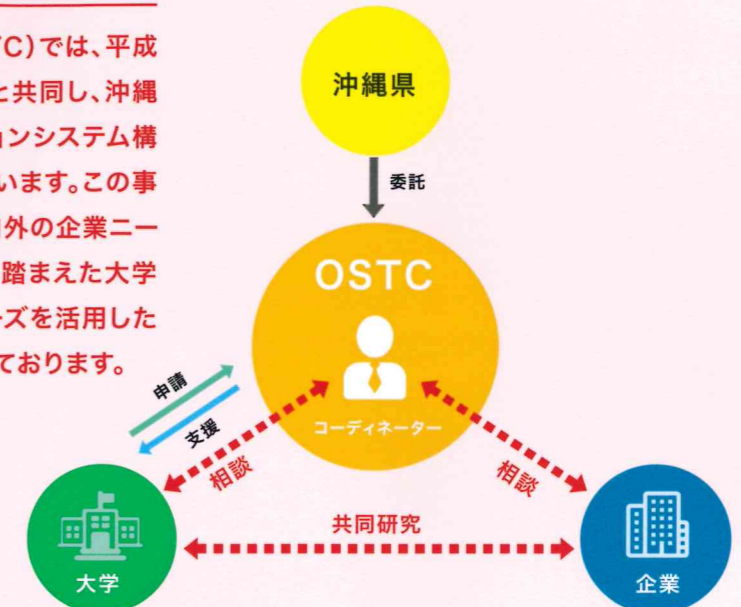 C)では、平成
と共同し、沖縄
ョンシステム構
います。この事
外の企業ニー
踏まえた大学
ーズを活用した
ております。
沖縄県
委託
OSTC
コーディネーター
申請
支援
相談
相談
共同研究
大学
企業